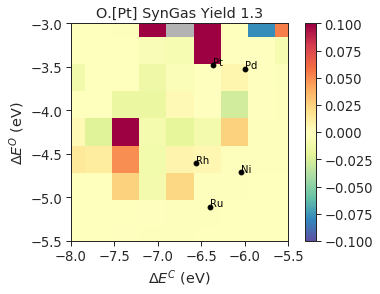 O.[Pt] SynGas Yield 1.3
−3.0
−3.5
−4.0
−4.5
−5.0
−5.5
ΔE^O (eV)
Pt
Pd
Rh
Ni
Ru
−8.0 −7.5 −7.0 −6.5 −6.0 −5.5
ΔE^C (eV)
0.100
0.075
0.050
0.025
0.000
−0.025
−0.050
−0.075
−0.100